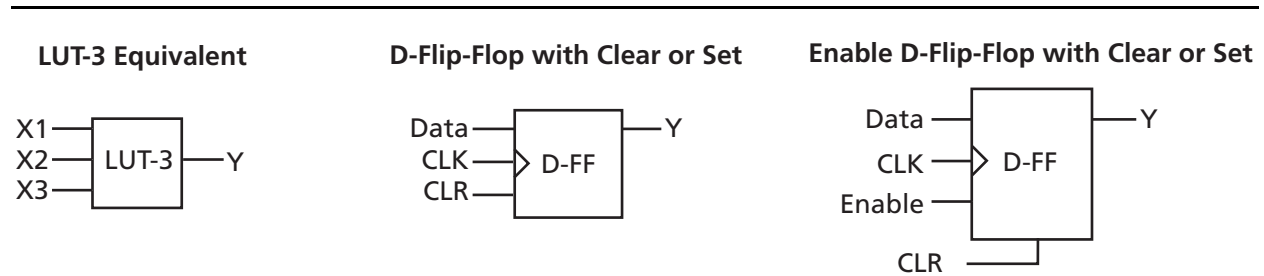 LUT-3 Equivalent
X1
X2
X3
LUT-3
Y
D-Flip-Flop with Clear or Set
Data
CLK
CLR
D-FF
Y
Enable D-Flip-Flop with Clear or Set
Data
CLK
Enable
CLR
D-FF
Y